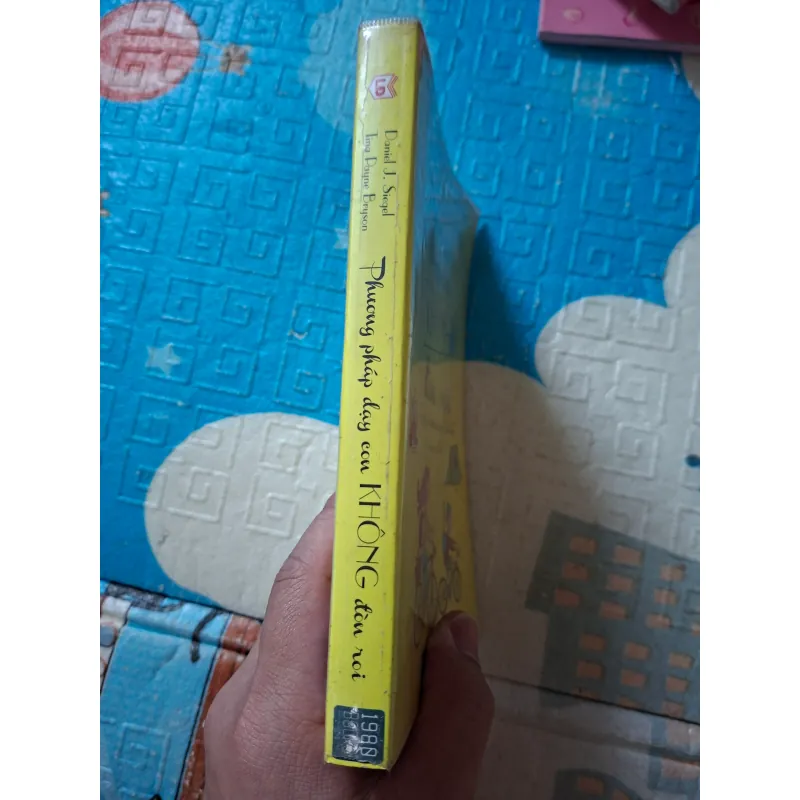 Daniel J. Siegel
Tina Payne Bryson
Phương pháp dạy con KHÔNG đòn roi
1980
BOOKS